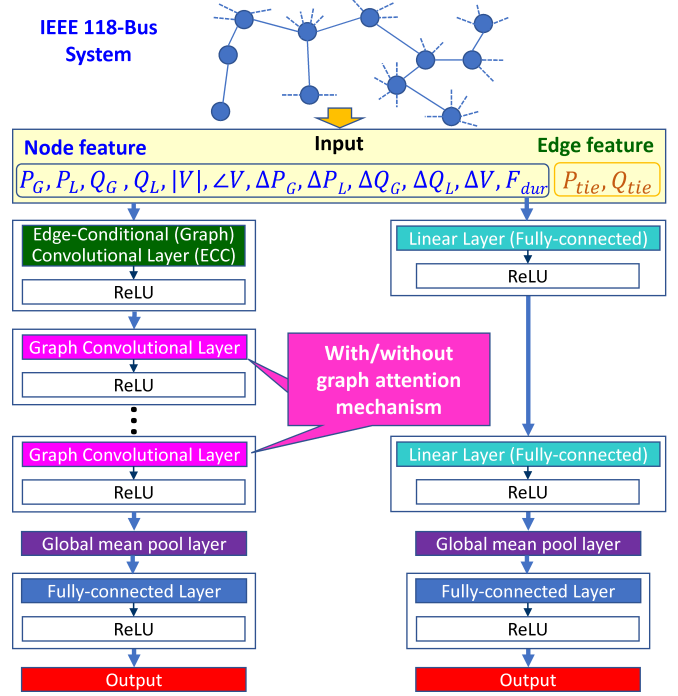 IEEE 118-Bus
System
Input
Node feature
Edge feature
P_G, P_L, Q_G, Q_L, |V|, ∠V, ΔP_G, ΔP_L, ΔQ_G, ΔQ_L, ΔV, F_dur
P_tie, Q_tie
Edge-Conditional (Graph)
Convolutional Layer (ECC)
ReLU
Graph Convolutional Layer
ReLU
With/without
graph attention
mechanism
Graph Convolutional Layer
ReLU
Global mean pool layer
Fully-connected Layer
ReLU
Output
Linear Layer (Fully-connected)
ReLU
Linear Layer (Fully-connected)
ReLU
Global mean pool layer
Fully-connected Layer
ReLU
Output